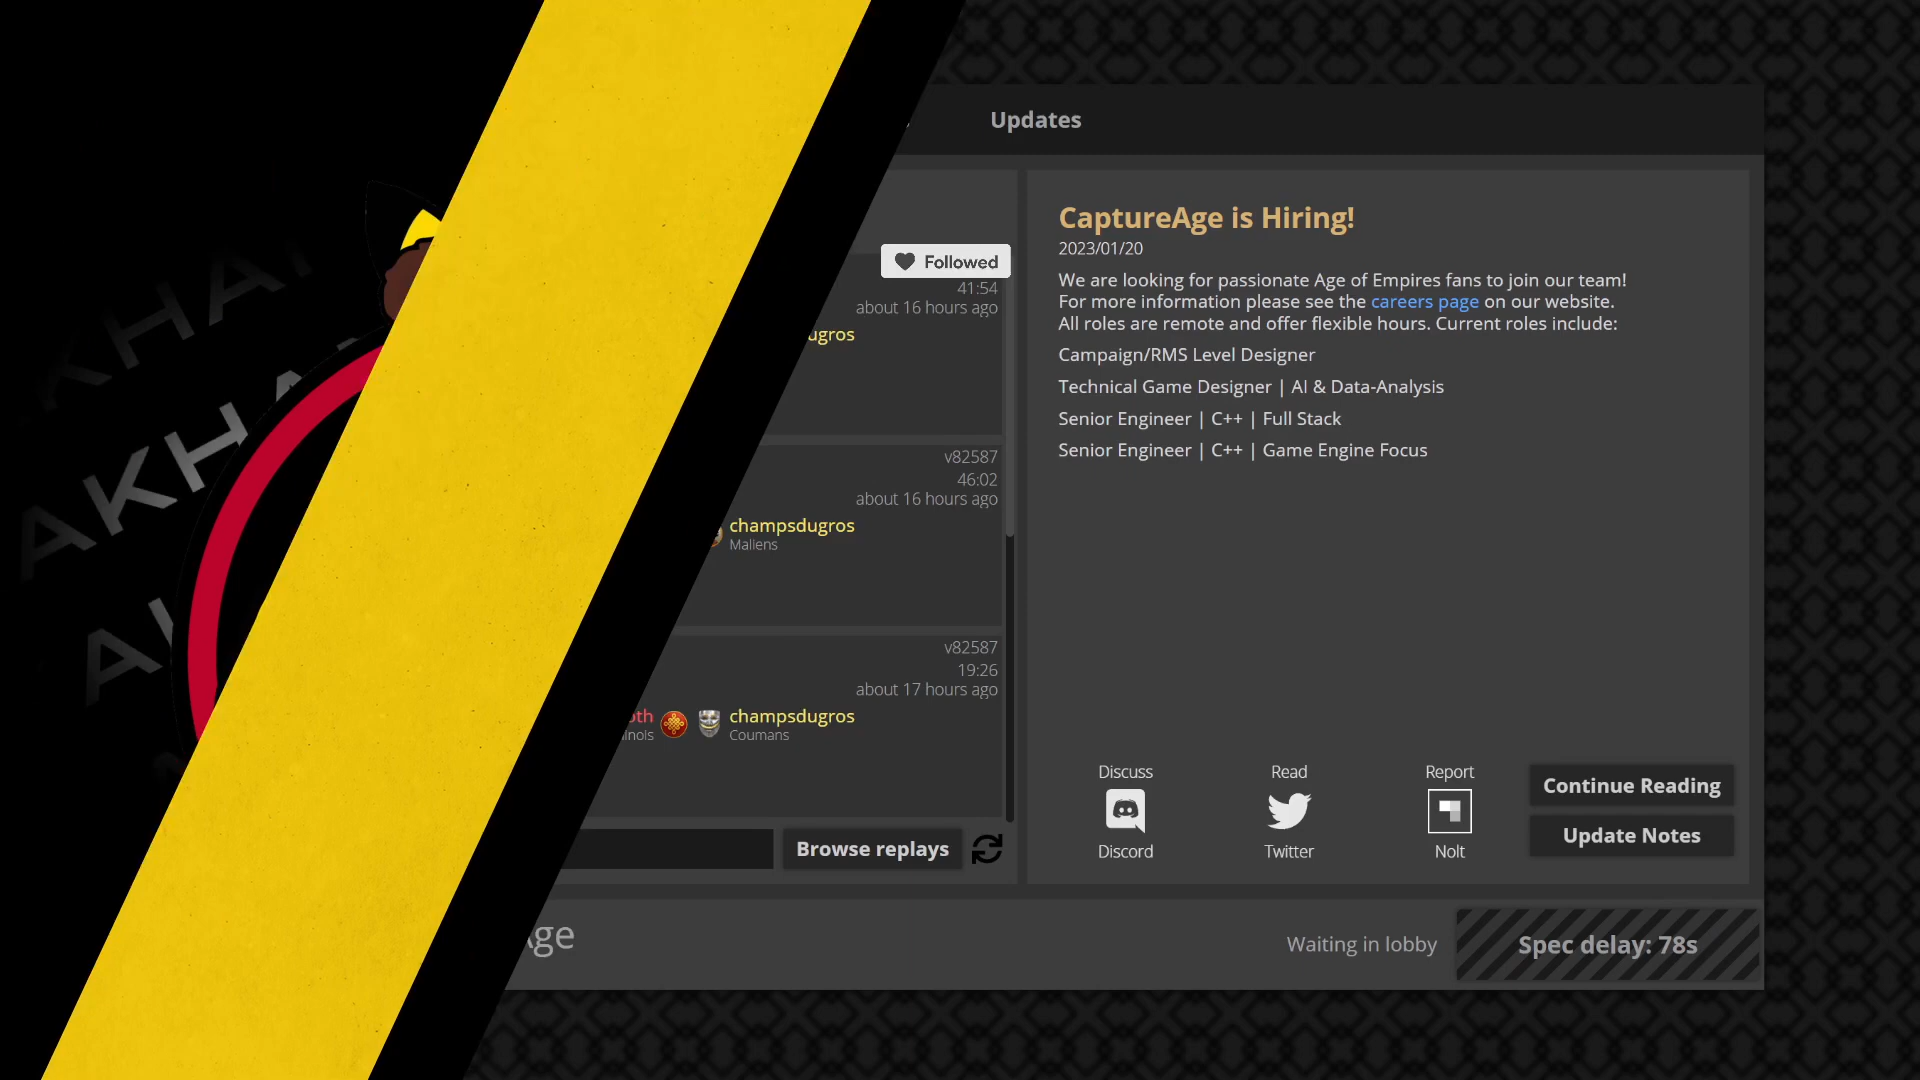 Updates
Followed
41:54
about 16 hours ago
v82587
46:02
about 16 hours ago
champsdugros
Maliens
v82587
19:26
about 17 hours ago
champsdugros
Coumans
Browse replays
CaptureAge is Hiring!
2023/01/20
We are looking for passionate Age of Empires fans to join our team!
For more information please see the careers page on our website.
All roles are remote and offer flexible hours. Current roles include:
Campaign/RMS Level Designer
Technical Game Designer | AI & Data-Analysis
Senior Engineer | C++ | Full Stack
Senior Engineer | C++ | Game Engine Focus
Discuss
Discord
Read
Twitter
Report
Nolt
Continue Reading
Update Notes
Waiting in lobby
Spec delay: 78s